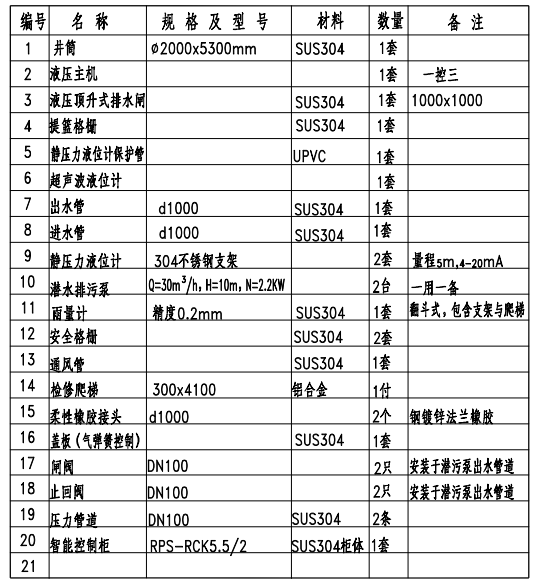 编号 名称 规格及型号 材料 数量 备注
1 井筒 Ø2000x5300mm SUS304 1套
2 液压主机 1套 一控三
3 液压顶升式排水闸 SUS304 1套 1000x1000
4 提篮格栅 SUS304 1套
5 静压力液位计保护管 UPVC 1套
6 超声波液位计 1套
7 出水管 d1000 SUS304 1套
8 进水管 d1000 SUS304 1套
9 静压力液位计 304不锈钢支架 2套 量程5m,4-20mA
10 潜水排污泵 Q=30m³/h,H=10m,N=2.2KW 2台 一用一备
11 雨量计 精度0.2mm SUS304 1套 翻斗式,包含支架与爬梯
12 安全格栅 SUS304 2套
13 通风管 SUS304 1套
14 检修爬梯 300x4100 铝合金 1付
15 柔性橡胶接头 d1000 2个 钢镀锌法兰橡胶
16 盖板(气弹簧控制) SUS304 1套
17 闸阀 DN100 2只 安装于潜污泵出水管道
18 止回阀 DN100 2只 安装于潜污泵出水管道
19 压力管道 DN100 SUS304 2条
20 智能控制柜 RPS-RCK5.5/2 SUS304柜体 1套
21